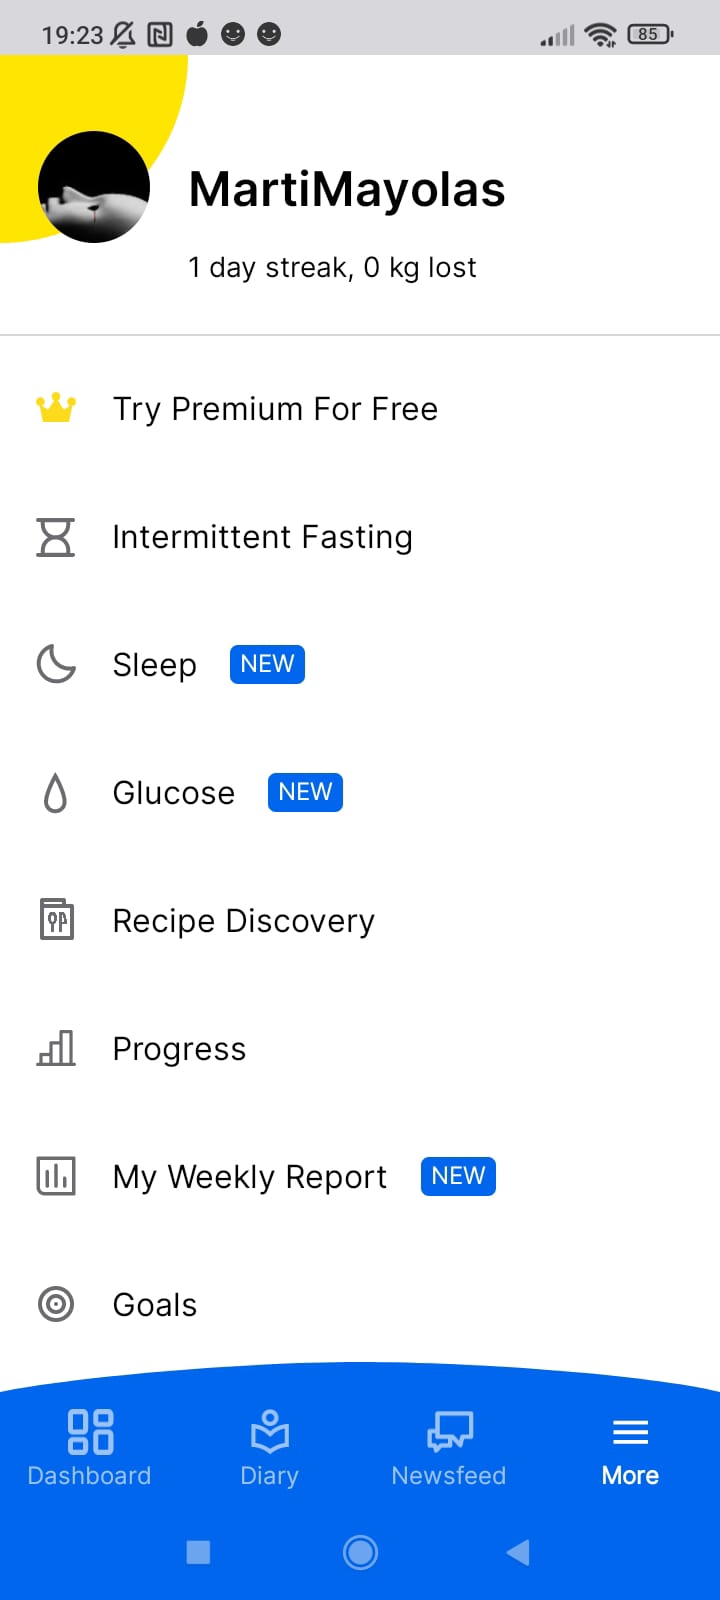 19:23 85
MartiMayolas
1 day streak, 0 kg lost
Try Premium For Free
Intermittent Fasting
Sleep NEW
Glucose NEW
Recipe Discovery
Progress
My Weekly Report NEW
Goals
Dashboard Diary Newsfeed More